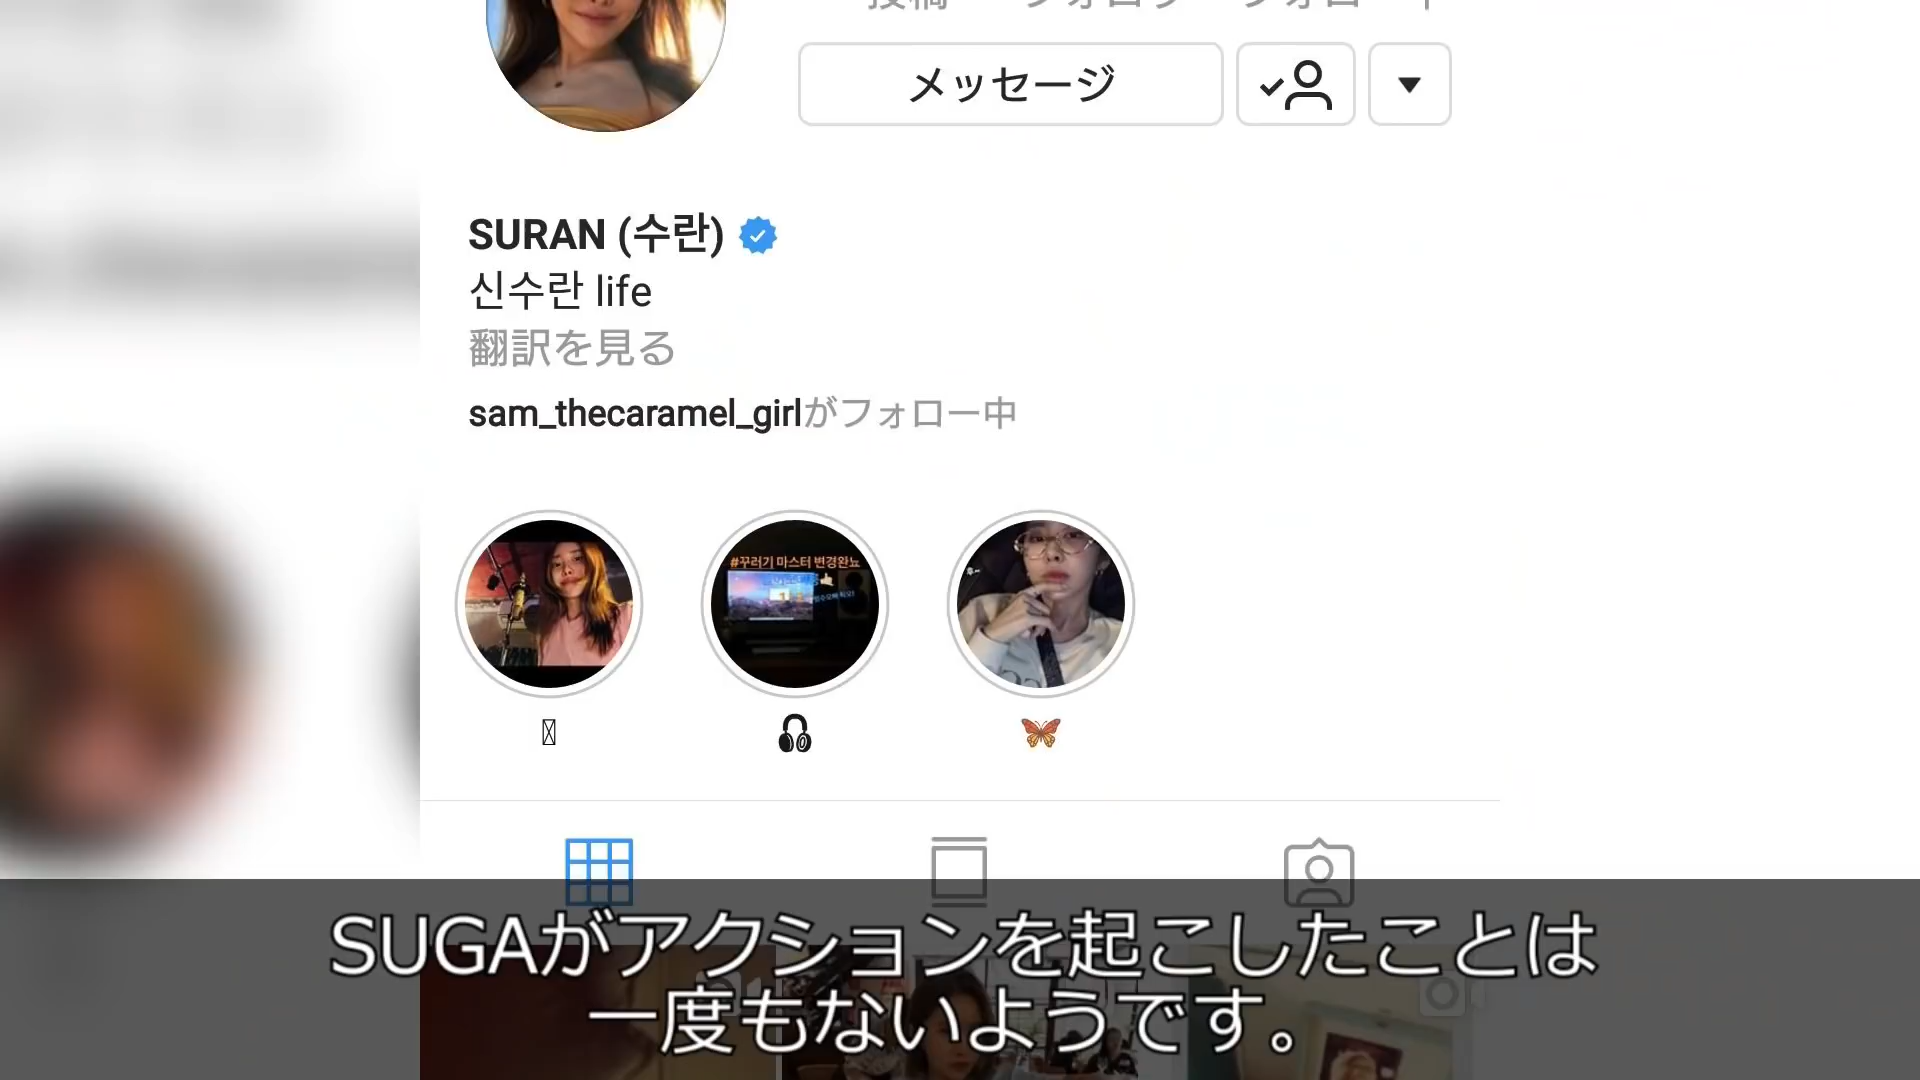 メッセージ
SURAN (수란)
신수란 life
翻訳を見る
sam_thecaramel_girlがフォロー中
#꾸러기 마스터 변경완뇨
SUGAがアクションを起こしたことは
一度もないようです。